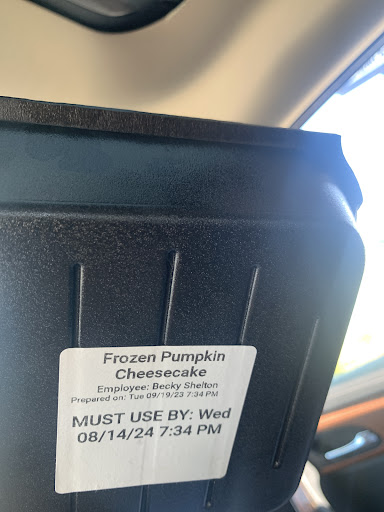 Frozen Pumpkin
Cheesecake
Employee: Becky Shelton
Prepared on: Tue 09/19/23 7:34 PM
MUST USE BY: Wed
08/14/24 7:34 PM